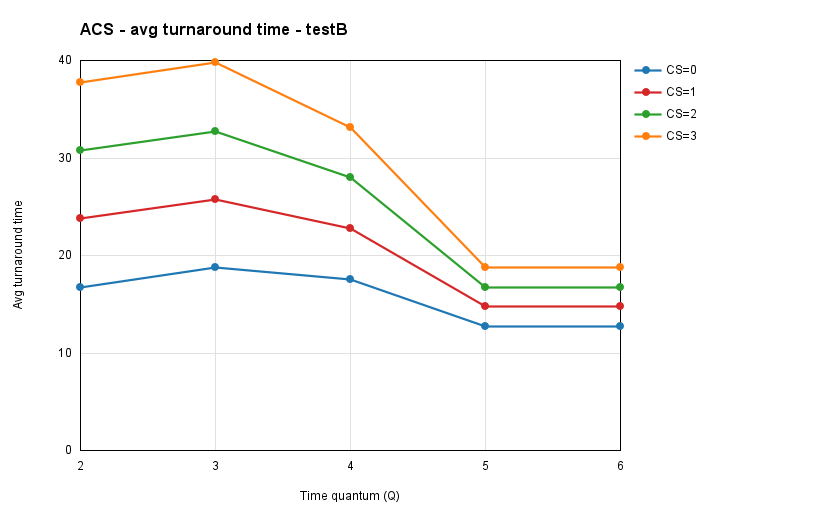 ACS - avg turnaround time - testB
40
30
20
10
0
Avg turnaround time
2 3 4 5 6
Time quantum (Q)
CS=0
CS=1
CS=2
CS=3